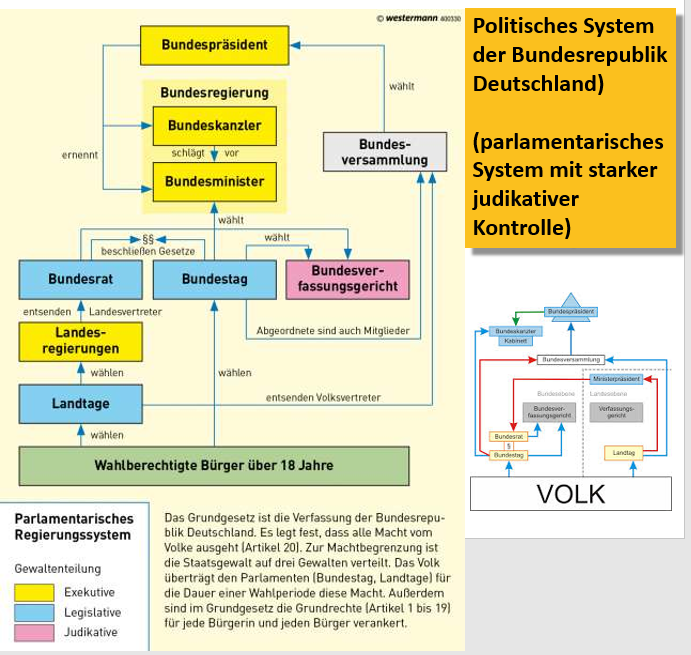 © westermann 400330
Bundespräsident
Bundesregierung
Bundeskanzler
schlägt vor
Bundesminister
ernennt
wählt
Bundes-
versammlung
wählt
§§
beschließen Gesetze
wählt
Bundesrat
Bundestag
Bundesver-
fassungsgericht
entsenden Landesvertreter
Abgeordnete sind auch Mitglieder
Landes-
regierungen
wählen
wählen
Landtage
entsenden Volksvertreter
wählen
Wahlberechtigte Bürger über 18 Jahre
Parlamentarisches
Regierungssystem
Gewaltenteilung
Exekutive
Legislative
Judikative
Das Grundgesetz ist die Verfassung der Bundesrepu-
blik Deutschland. Es legt fest, dass alle Macht vom
Volke ausgeht (Artikel 20). Zur Machtbegrenzung ist
die Staatsgewalt auf drei Gewalten verteilt. Das Volk
überträgt den Parlamenten (Bundestag, Landtage) für
die Dauer einer Wahlperiode diese Macht. Außerdem
sind im Grundgesetz die Grundrechte (Artikel 1 bis 19)
für jede Bürgerin und jeden Bürger verankert.
Politisches System
der Bundesrepublik
Deutschland)
(parlamentarisches
System mit starker
judikativer
Kontrolle)
Bundespräsident
Bundeskanzler
Kabinett
Bundesversammlung
Ministerpräsident
Bundesebene
Landesebene
Bundesver-
fassungsgericht
Verfassungs-
gericht
Bundesrat
§
Bundestag
Landtag
VOLK